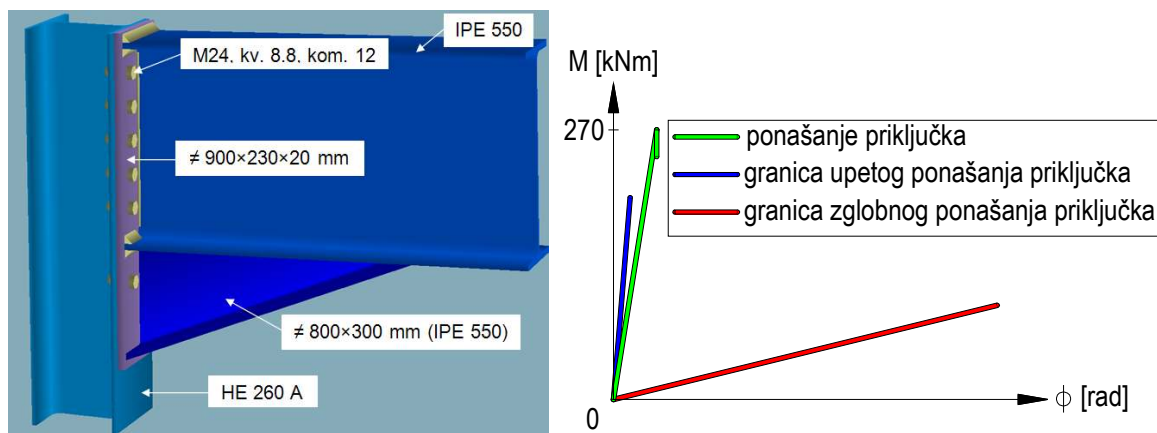 IPE 550
M24, kv. 8.8, kom. 12
≠ 900×230×20 mm
≠ 800×300 mm (IPE 550)
HE 260 A
M [kNm]
270
ponašanje priključka
granica upetog ponašanja priključka
granica zglobnog ponašanja priključka
0
ϕ [rad]